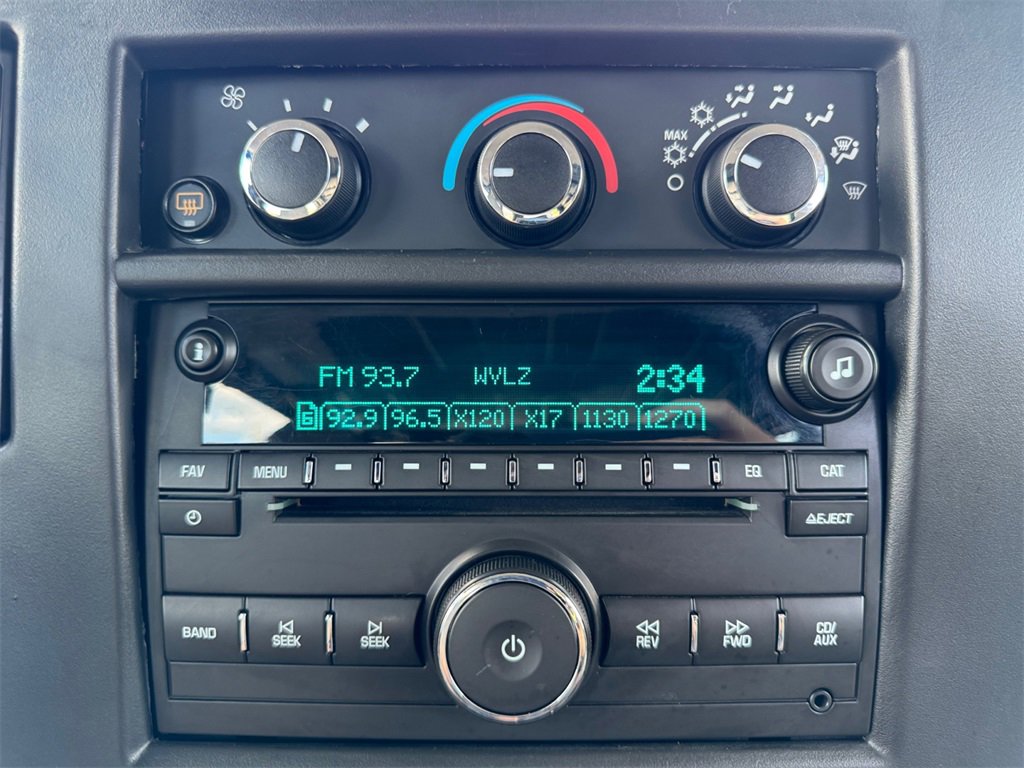 MAX
FM 93.7 WVLZ 2:34
6 92.9 96.5 X120 X17 1130 1270
FAV MENU EQ CAT
EJECT
BAND SEEK SEEK REV FWD CD/
AUX